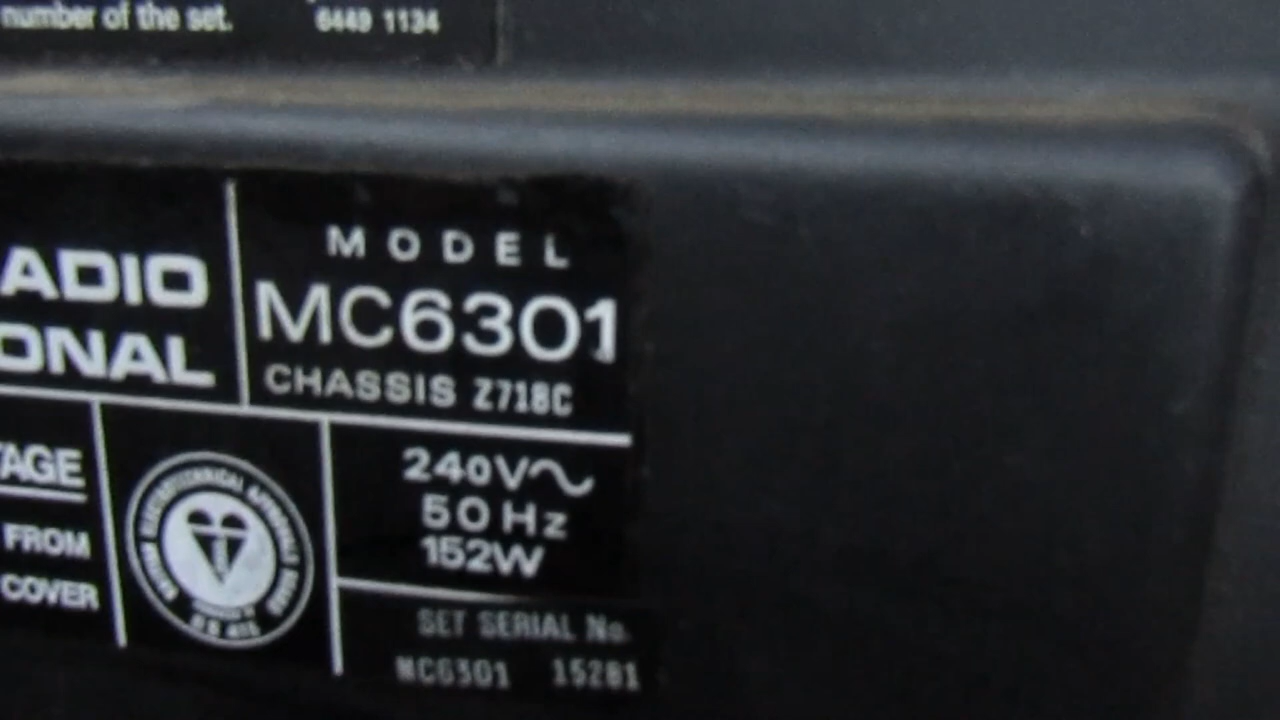 number of the set.
6449 1134
ADIO
ONAL
MODEL
MC6301
CHASSIS Z718C
TAGE
FROM
COVER
240V~
50Hz
152W
SET SERIAL No.
MC6301 15281